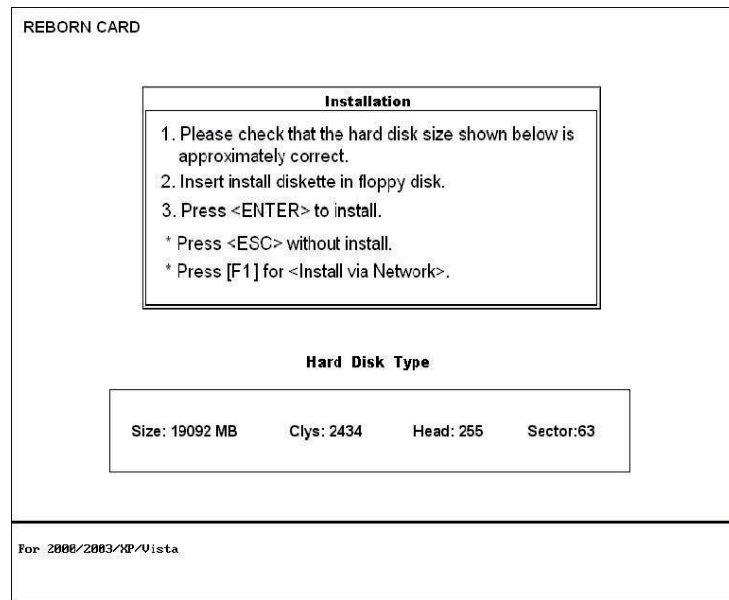 REBORN CARD
Installation
1. Please check that the hard disk size shown below is
approximately correct.
2. Insert install diskette in floppy disk.
3. Press <ENTER> to install.
* Press <ESC> without install.
* Press [F1] for <Install via Network>.
Hard Disk Type
Size: 19092 MB Clys: 2434 Head: 255 Sector:63
For 2000/2003/XP/Vista